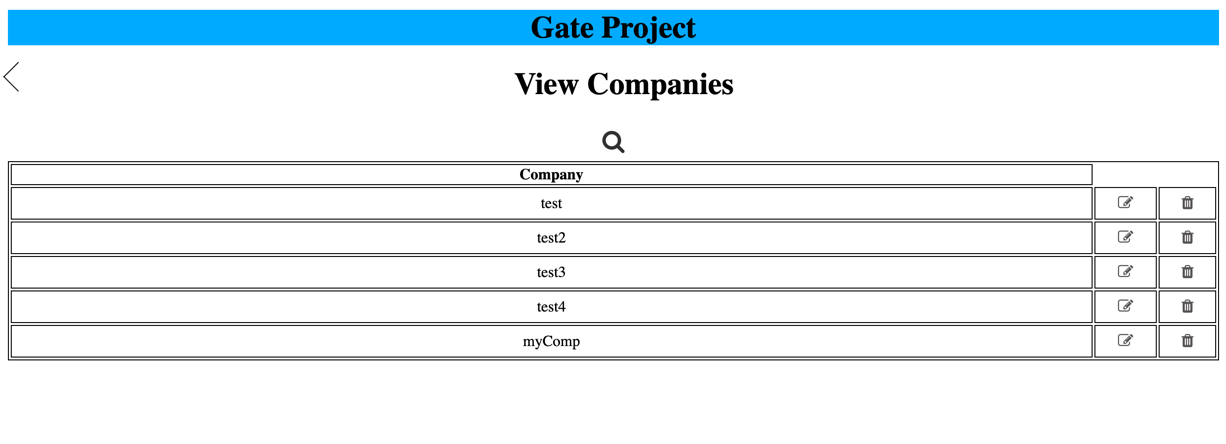 Gate Project
View Companies
Company
test
test2
test3
test4
myComp